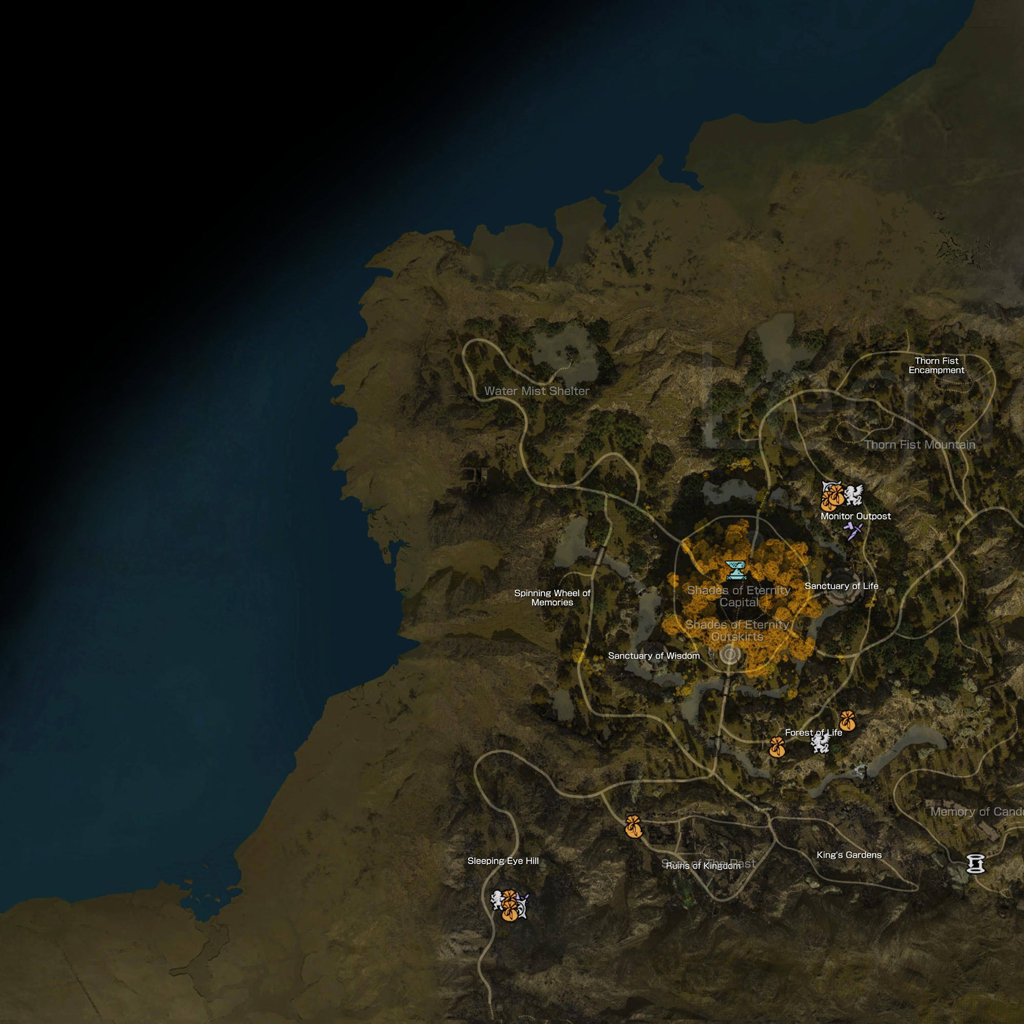 Thorn Fist
Encampment
Water Mist Shelter
Thorn Fist Mountain
Monitor Outpost
Sanctuary of Life
Spinning Wheel of
Memories
Shades of Eternity
Capital
Shades of Eternity
Outskirts
Sanctuary of Wisdom
Forest of Life
Memory of Cand
King's Gardens
Sleeping Eye Hill
Ruins of Kingdom